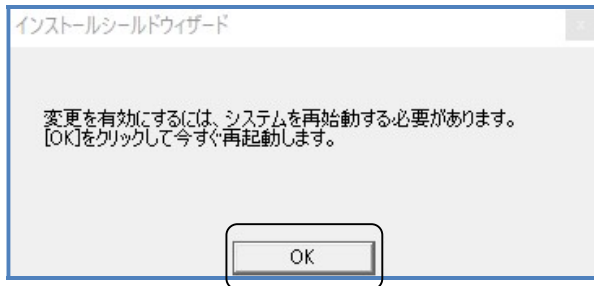 インストールシールドウィザード
変更を有効にするには、システムを再始動する必要があります。
[OK]をクリックして今すぐ再起動します。
OK